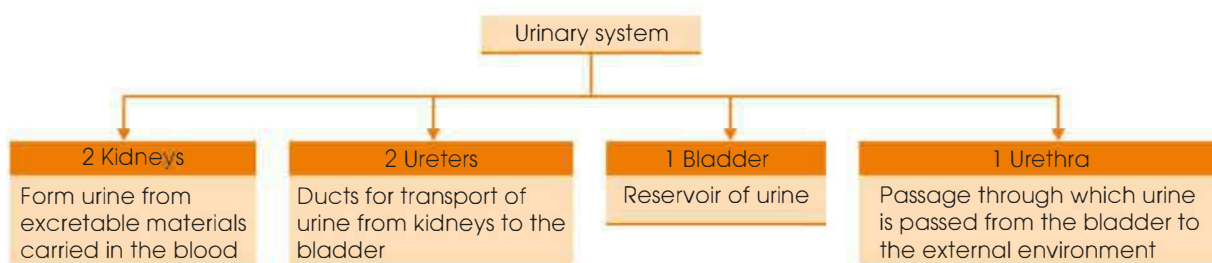 Urinary system
2 Kidneys
Form urine from
excretable materials
carried in the blood
2 Ureters
Ducts for transport of
urine from kidneys to the
bladder
1 Bladder
Reservoir of urine
1 Urethra
Passage through which urine
is passed from the bladder to
the external environment